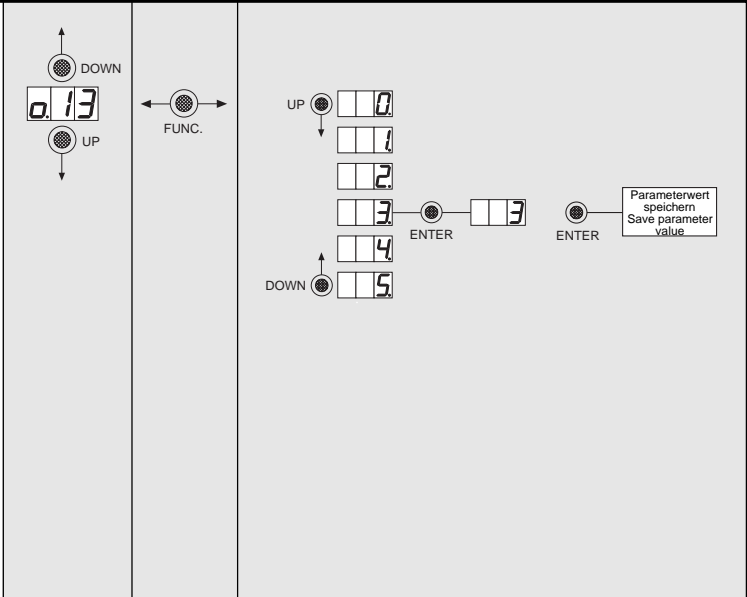 DOWN
o.13
UP
FUNC.
UP
0.
1.
2.
3.
ENTER
3
ENTER
Parameterwert
speichern
Save parameter
value
4.
DOWN
5.